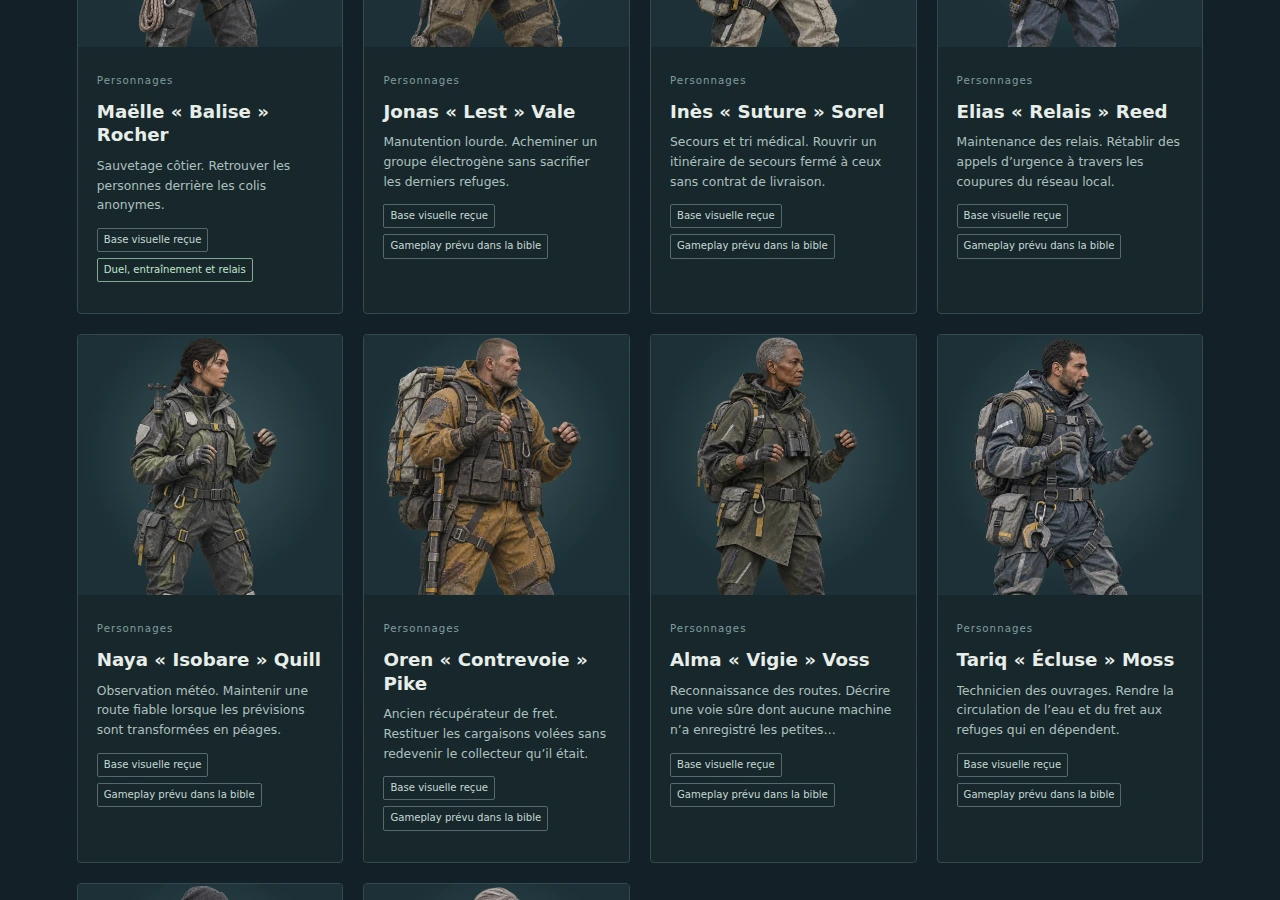 Personnages
Maëlle « Balise »
Rocher
Sauvetage côtier. Retrouver les
personnes derrière les colis
anonymes.
Base visuelle reçue
Duel, entraînement et relais
Personnages
Jonas « Lest » Vale
Manutention lourde. Acheminer un
groupe électrogène sans sacrifier
les derniers refuges.
Base visuelle reçue
Gameplay prévu dans la bible
Personnages
Inès « Suture » Sorel
Secours et tri médical. Rouvrir un
itinéraire de secours fermé à ceux
sans contrat de livraison.
Base visuelle reçue
Gameplay prévu dans la bible
Personnages
Elias « Relais » Reed
Maintenance des relais. Rétablir des
appels d’urgence à travers les
coupures du réseau local.
Base visuelle reçue
Gameplay prévu dans la bible
Personnages
Naya « Isobare » Quill
Observation météo. Maintenir une
route fiable lorsque les prévisions
sont transformées en péages.
Base visuelle reçue
Gameplay prévu dans la bible
Personnages
Oren « Contrevoie »
Pike
Ancien récupérateur de fret.
Restituer les cargaisons volées sans
redevenir le collecteur qu’il était.
Base visuelle reçue
Gameplay prévu dans la bible
Personnages
Alma « Vigie » Voss
Reconnaissance des routes. Décrire
une voie sûre dont aucune machine
n’a enregistré les petites…
Base visuelle reçue
Gameplay prévu dans la bible
Personnages
Tariq « Écluse » Moss
Technicien des ouvrages. Rendre la
circulation de l’eau et du fret aux
refuges qui en dépendent.
Base visuelle reçue
Gameplay prévu dans la bible